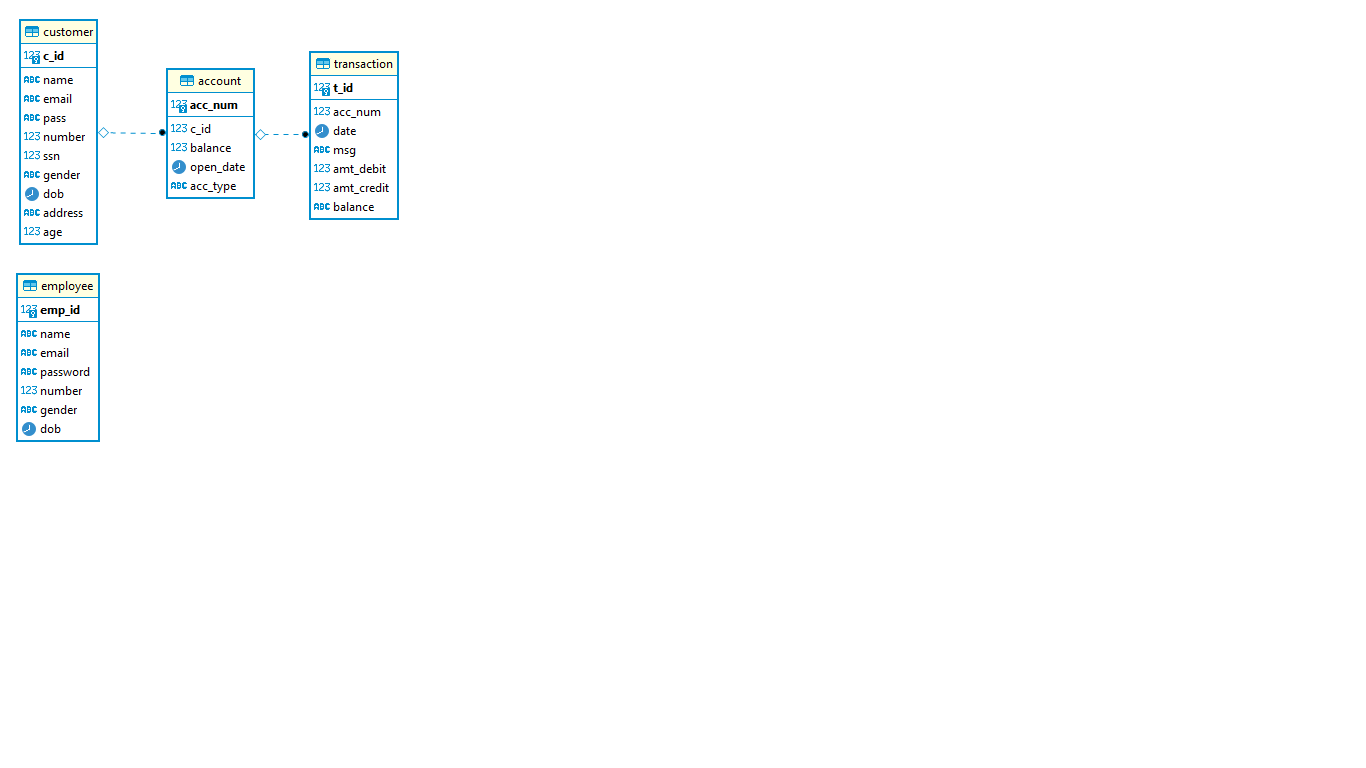 customer
123 c_id
ABC name
ABC email
ABC pass
123 number
123 ssn
ABC gender
dob
ABC address
123 age
account
123 acc_num
123 c_id
123 balance
open_date
ABC acc_type
transaction
123 t_id
123 acc_num
date
ABC msg
123 amt_debit
123 amt_credit
ABC balance
employee
123 emp_id
ABC name
ABC email
ABC password
123 number
ABC gender
dob